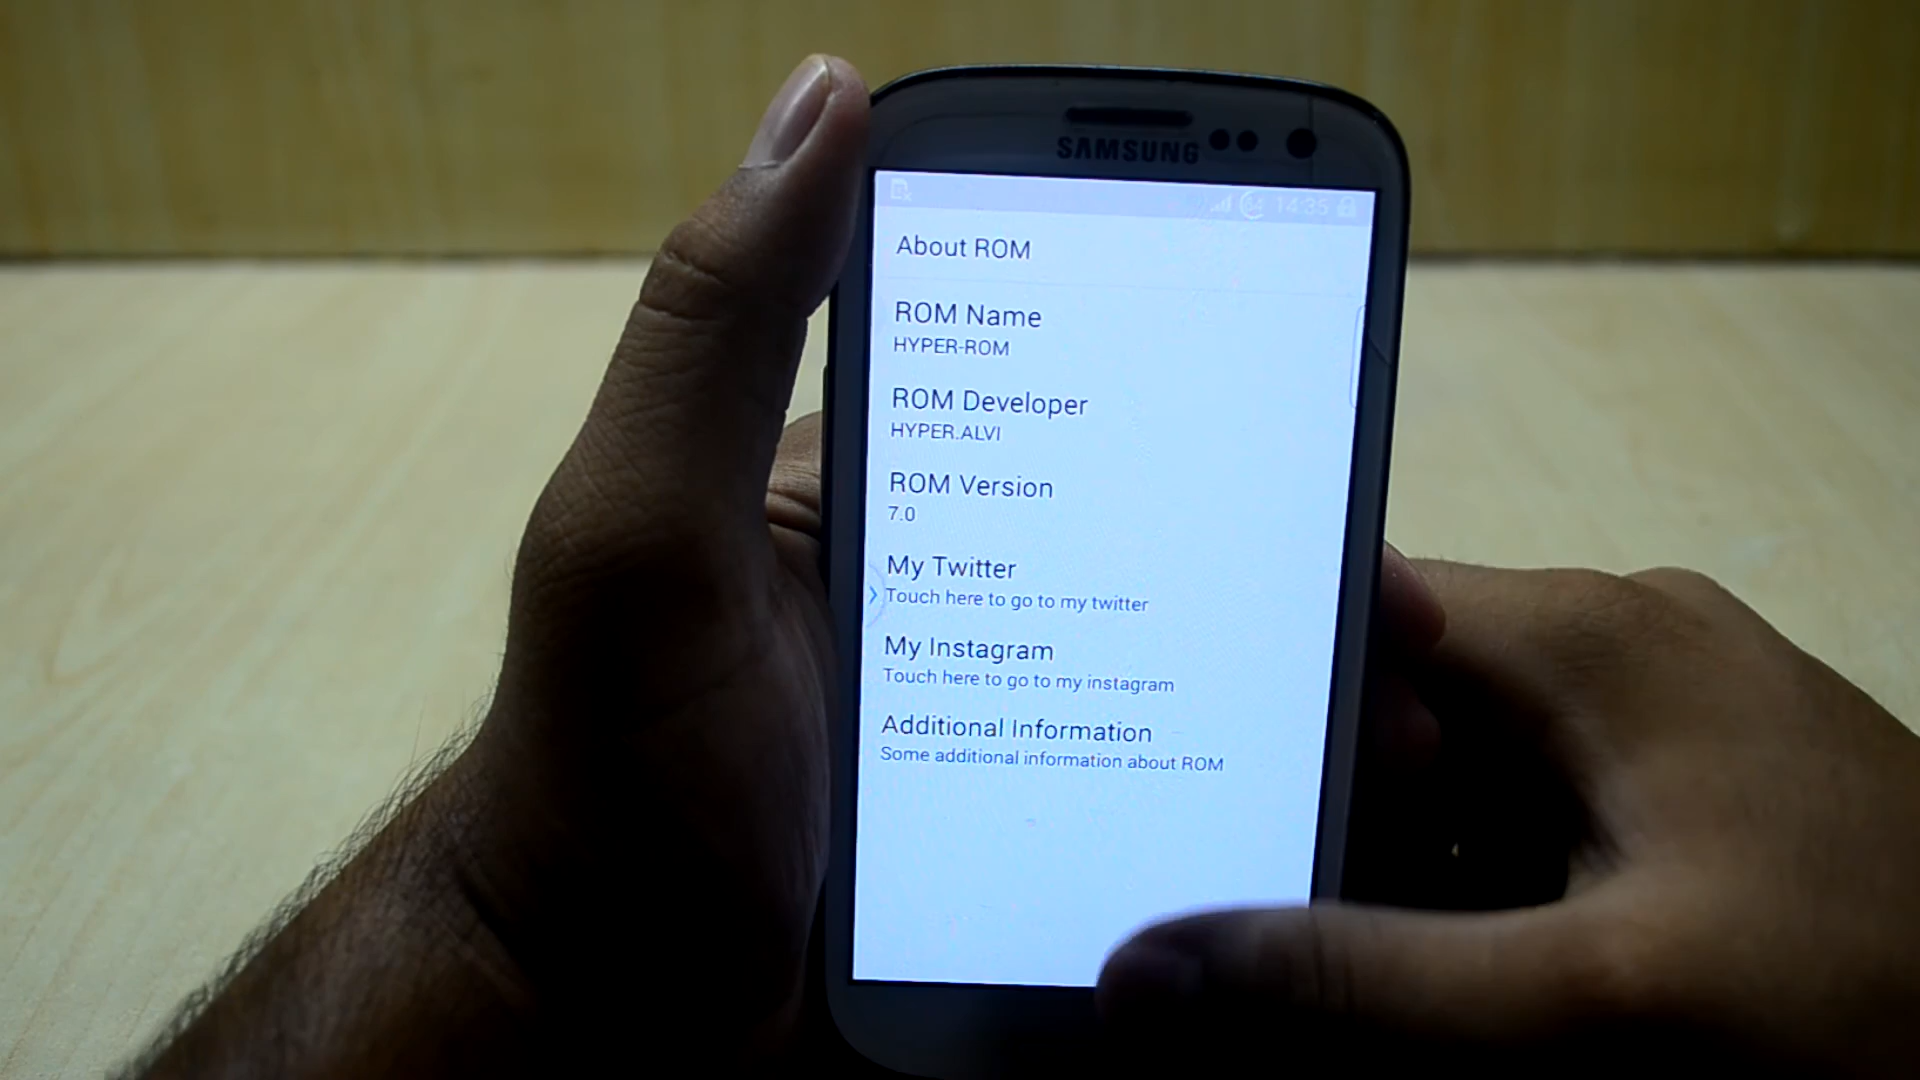 SAMSUNG
14:35
About ROM
ROM Name
HYPER-ROM
ROM Developer
HYPER.ALVI
ROM Version
7.0
My Twitter
Touch here to go to my twitter
My Instagram
Touch here to go to my instagram
Additional Information
Some additional information about ROM